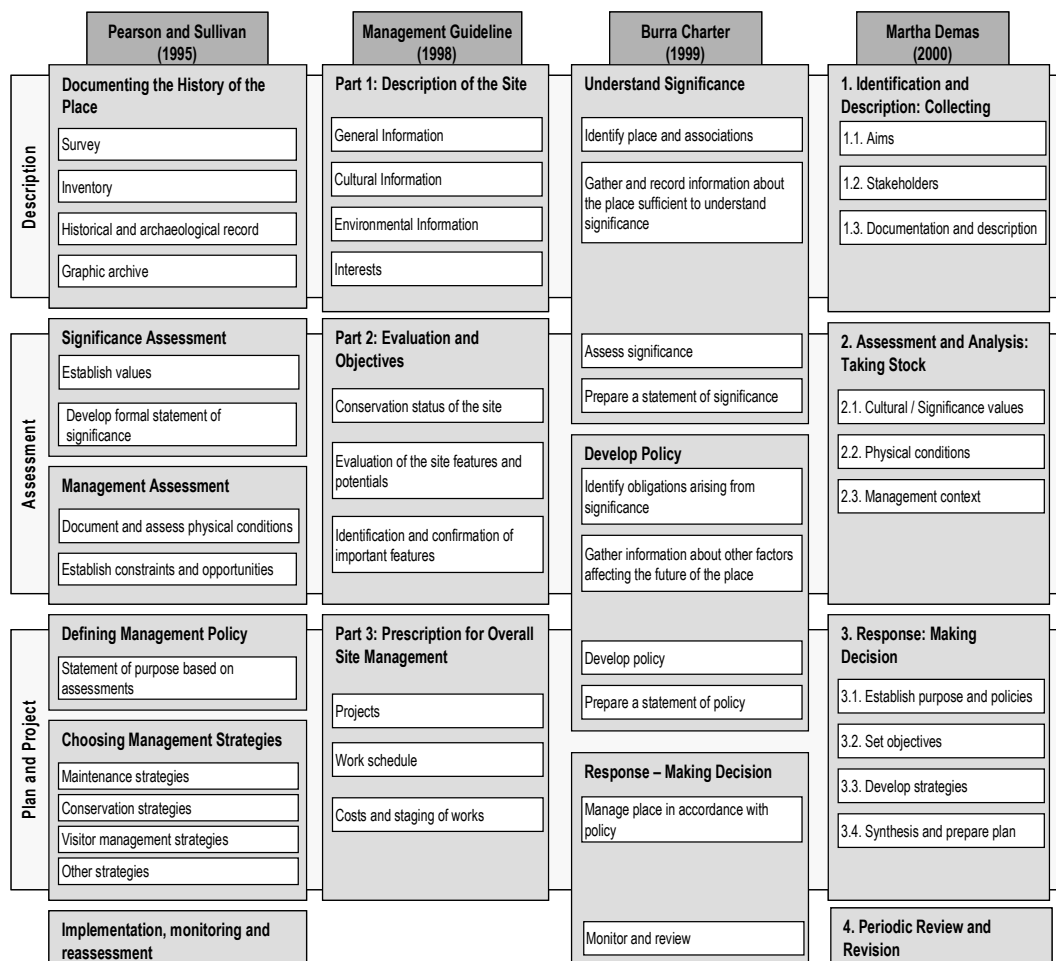 Pearson and Sullivan
(1995)
Management Guideline
(1998)
Burra Charter
(1999)
Martha Demas
(2000)
Description
Documenting the History of the
Place
Survey
Inventory
Historical and archaeological record
Graphic archive
Part 1: Description of the Site
General Information
Cultural Information
Environmental Information
Interests
Understand Significance
Identify place and associations
Gather and record information about
the place sufficient to understand
significance
1. Identification and
Description: Collecting
1.1. Aims
1.2. Stakeholders
1.3. Documentation and description
Assessment
Significance Assessment
Establish values
Develop formal statement of
significance
Management Assessment
Document and assess physical conditions
Establish constraints and opportunities
Part 2: Evaluation and
Objectives
Conservation status of the site
Evaluation of the site features and
potentials
Identification and confirmation of
important features
Assess significance
Prepare a statement of significance
Develop Policy
Identify obligations arising from
significance
Gather information about other factors
affecting the future of the place
2. Assessment and Analysis:
Taking Stock
2.1. Cultural / Significance values
2.2. Physical conditions
2.3. Management context
Plan and Project
Defining Management Policy
Statement of purpose based on
assessments
Choosing Management Strategies
Maintenance strategies
Conservation strategies
Visitor management strategies
Other strategies
Part 3: Prescription for Overall
Site Management
Projects
Work schedule
Costs and staging of works
Develop policy
Prepare a statement of policy
Response – Making Decision
Manage place in accordance with
policy
Monitor and review
3. Response: Making
Decision
3.1. Establish purpose and policies
3.2. Set objectives
3.3. Develop strategies
3.4. Synthesis and prepare plan
Implementation, monitoring and
reassessment
4. Periodic Review and
Revision